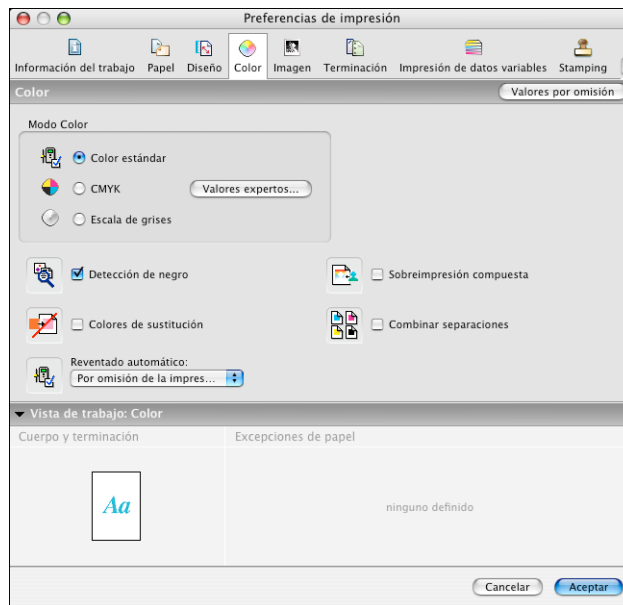 Preferencias de impresión
Información del trabajo Papel Diseño Color Imagen Terminación Impresión de datos variables Stamping
Color Valores por omisión
Modo Color
Color estándar
CMYK Valores expertos...
Escala de grises
Detección de negro Sobreimpresión compuesta
Colores de sustitución Combinar separaciones
Reventado automático:
Por omisión de la impres...
Vista de trabajo: Color
Cuerpo y terminación Excepciones de papel
Aa
ninguno definido
Cancelar Aceptar